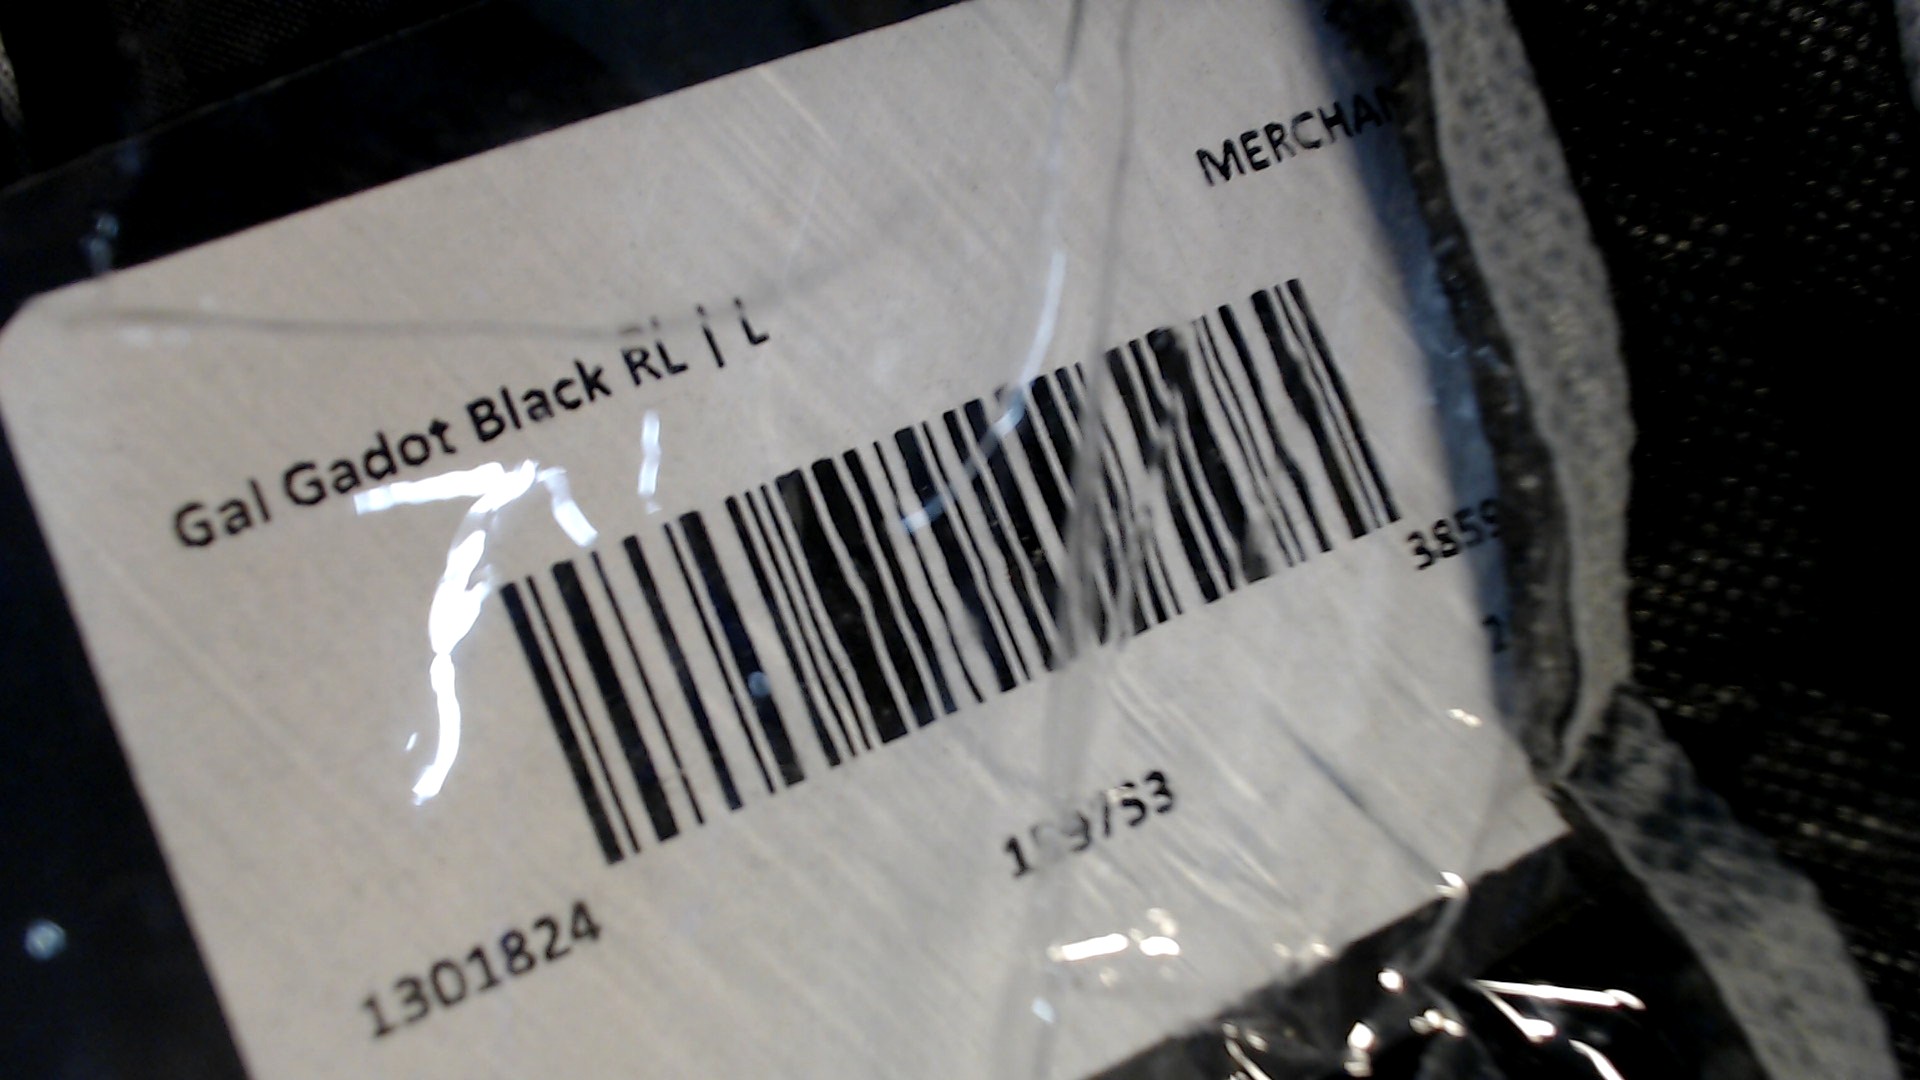 MERCHAN
Gal Gadot Black RL | L
3859
1301824